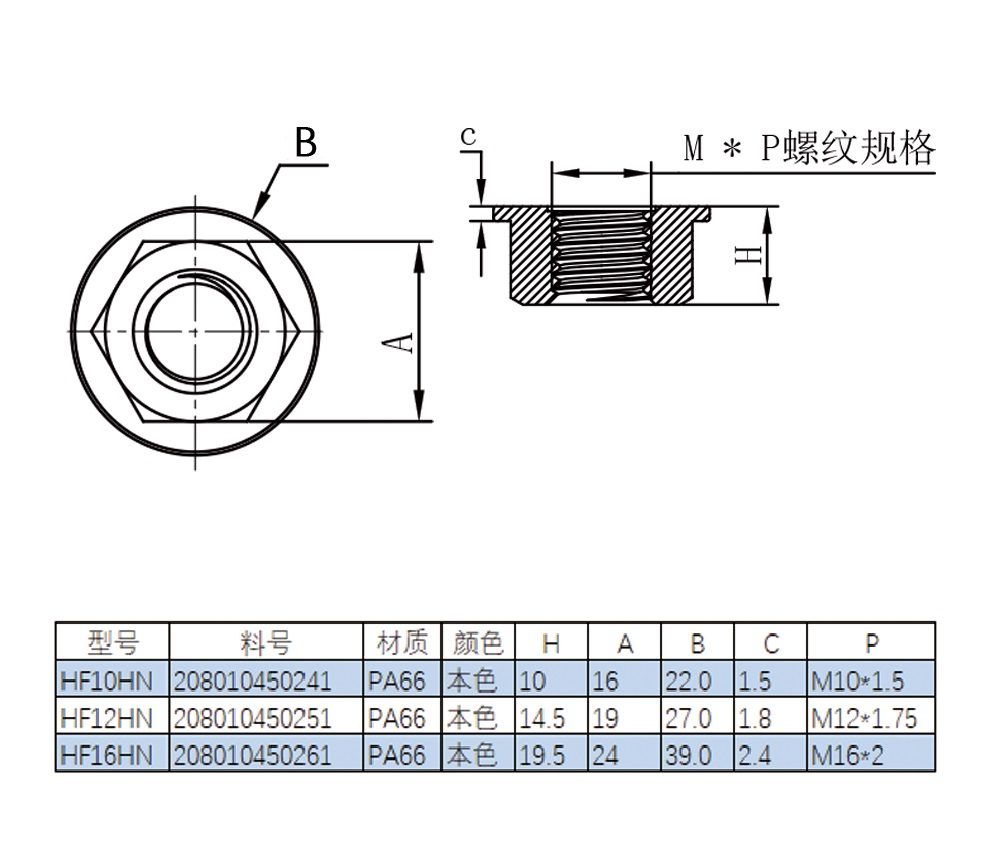 B
C
M * P螺纹规格
H
A
型号 料号 材质 颜色 H A B C P
HF10HN 208010450241 PA66 本色 10 16 22.0 1.5 M10*1.5
HF12HN 208010450251 PA66 本色 14.5 19 27.0 1.8 M12*1.75
HF16HN 208010450261 PA66 本色 19.5 24 39.0 2.4 M16*2